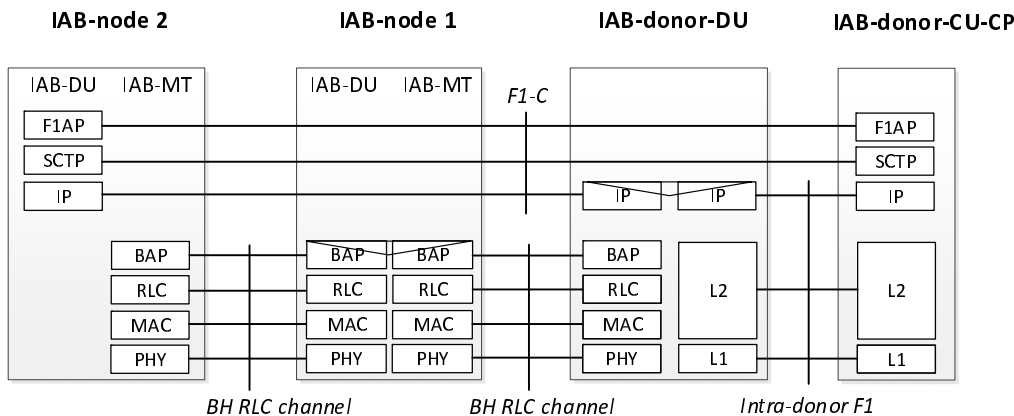 IAB-node 2 IAB-node 1 IAB-donor-DU IAB-donor-CU-CP
IAB-DU IAB-MT IAB-DU IAB-MT
F1-C
F1AP F1AP
SCTP SCTP
IP IP IP IP
BAP BAP BAP BAP
RLC RLC RLC RLC L2 L2
MAC MAC MAC MAC
PHY PHY PHY PHY L1 L1
BH RLC channel BH RLC channel Intra-donor F1